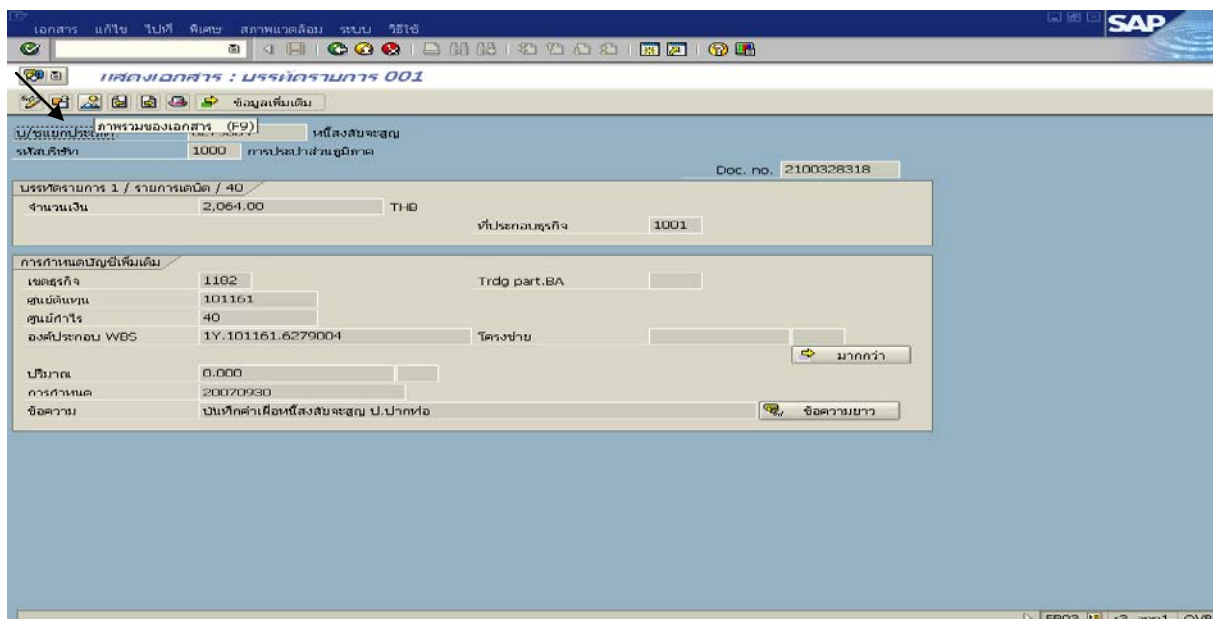 เอกสาร แก้ไข ไปที่ พิเศษ สภาพแวดล้อม ระบบ วิธีใช้
SAP
แสดงเอกสาร : บรรทัดรายการ 001
ข้อมูลเพิ่มเติม
ภาพรวมของเอกสาร (F9)
บ/ชแยกประเภท หนี้สงสัยจะสูญ
รหัสบริษัท 1000 การประปาส่วนภูมิภาค
Doc. no. 2100328318
บรรทัดรายการ 1 / รายการเดบิต / 40
จำนวนเงิน 2,064.00 THB
ที่ประกอบธุรกิจ 1001
การกำหนดบัญชีเพิ่มเติม
เขตธุรกิจ 1182 Trdg part.BA
ศูนย์ต้นทุน 101161
ศูนย์กำไร 40
องค์ประกอบ WBS 1Y.101161.6279004 โครงข่าย
มากกว่า
ปริมาณ 0.000
การกำหนด 20070930
ข้อความ บันทึกค่าเผื่อหนี้สงสัยจะสูญ ป.ปากท่อ ข้อความยาว